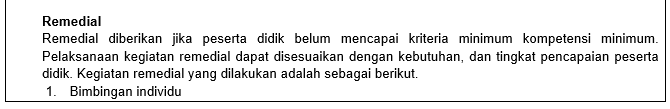 Remedial
Remedial diberikan jika peserta didik belum mencapai kriteria minimum kompetensi minimum.
Pelaksanaan kegiatan remedial dapat disesuaikan dengan kebutuhan, dan tingkat pencapaian peserta
didik. Kegiatan remedial yang dilakukan adalah sebagai berikut.
1. Bimbingan individu